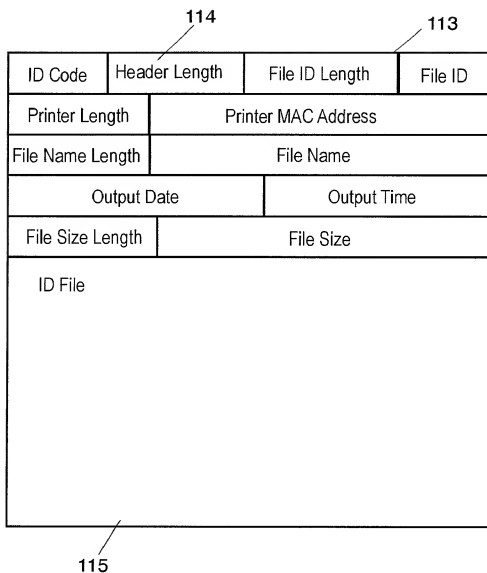 114 113
ID Code Header Length File ID Length File ID
Printer Length Printer MAC Address
File Name Length File Name
Output Date Output Time
File Size Length File Size
ID File
115